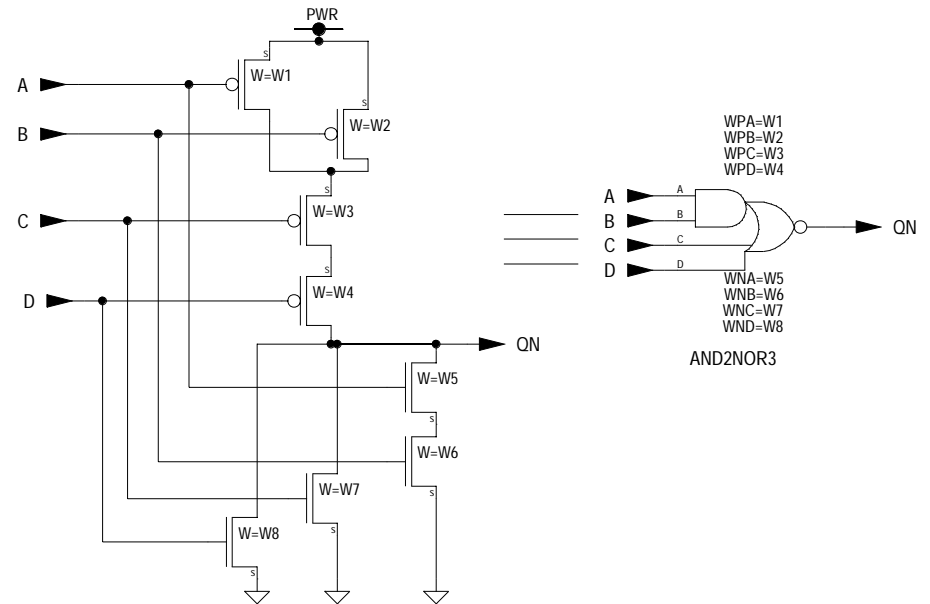 PWR
s
A
W=W1
s
B
W=W2
s
C
W=W3
s
D
W=W4
QN
W=W5
s
W=W6
s
W=W7
s
W=W8
s
WPA=W1
WPB=W2
WPC=W3
WPD=W4
A A
B B
C C
D D
QN
WNA=W5
WNB=W6
WNC=W7
WND=W8
AND2NOR3